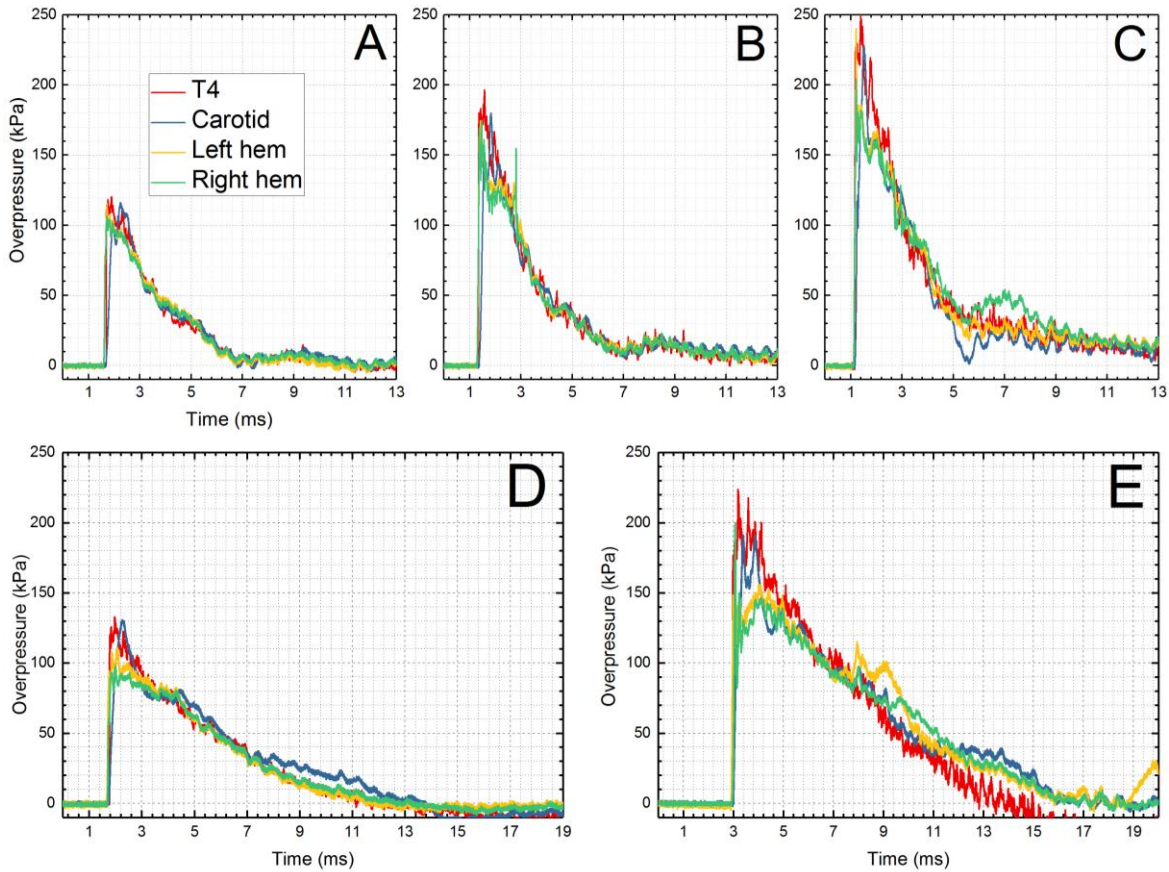 A
B
C
250
200
150
100
50
0
Overpressure (kPa)
T4
Carotid
Left hem
Right hem
1 3 5 7 9 11 13
1 3 5 7 9 11 13
1 3 5 7 9 11 13
Time (ms)
250
200
150
100
50
0
250
200
150
100
50
0
D
250
200
150
100
50
0
Overpressure (kPa)
1 3 5 7 9 11 13 15 17 19
Time (ms)
E
250
200
150
100
50
0
Overpressure (kPa)
1 3 5 7 9 11 13 15 17 19
Time (ms)